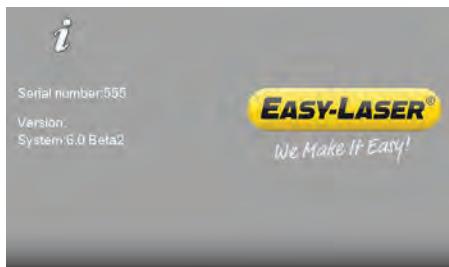 i
Serial number:555
Version:
System:6.0 Beta2
EASY-LASER®
We Make It Easy!